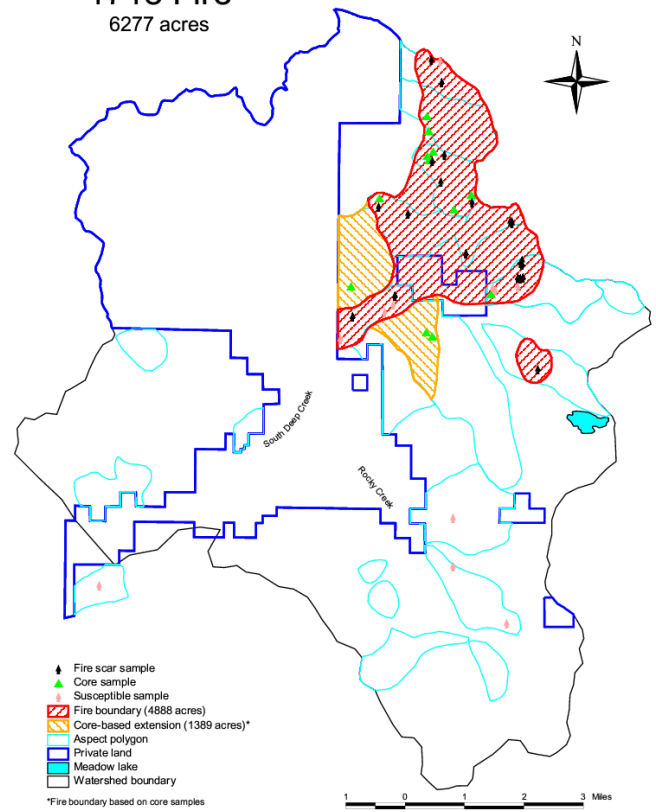 6277 acres
N
South Deep Creek
Rocky Creek
Fire scar sample
Core sample
Susceptible sample
Fire boundary (4888 acres)
Core-based extension (1389 acres)*
Aspect polygon
Private land
Meadow lake
Watershed boundary
*Fire boundary based on core samples
1 0 1 2 3 Miles